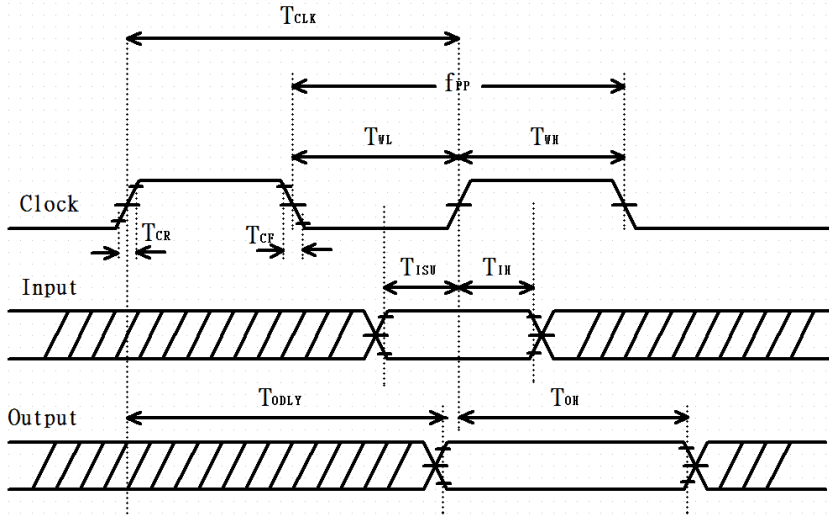 TCLK
fPP
TWL TWH
Clock
TCR TCF
TISU TIH
Input
TODLY TOH
Output